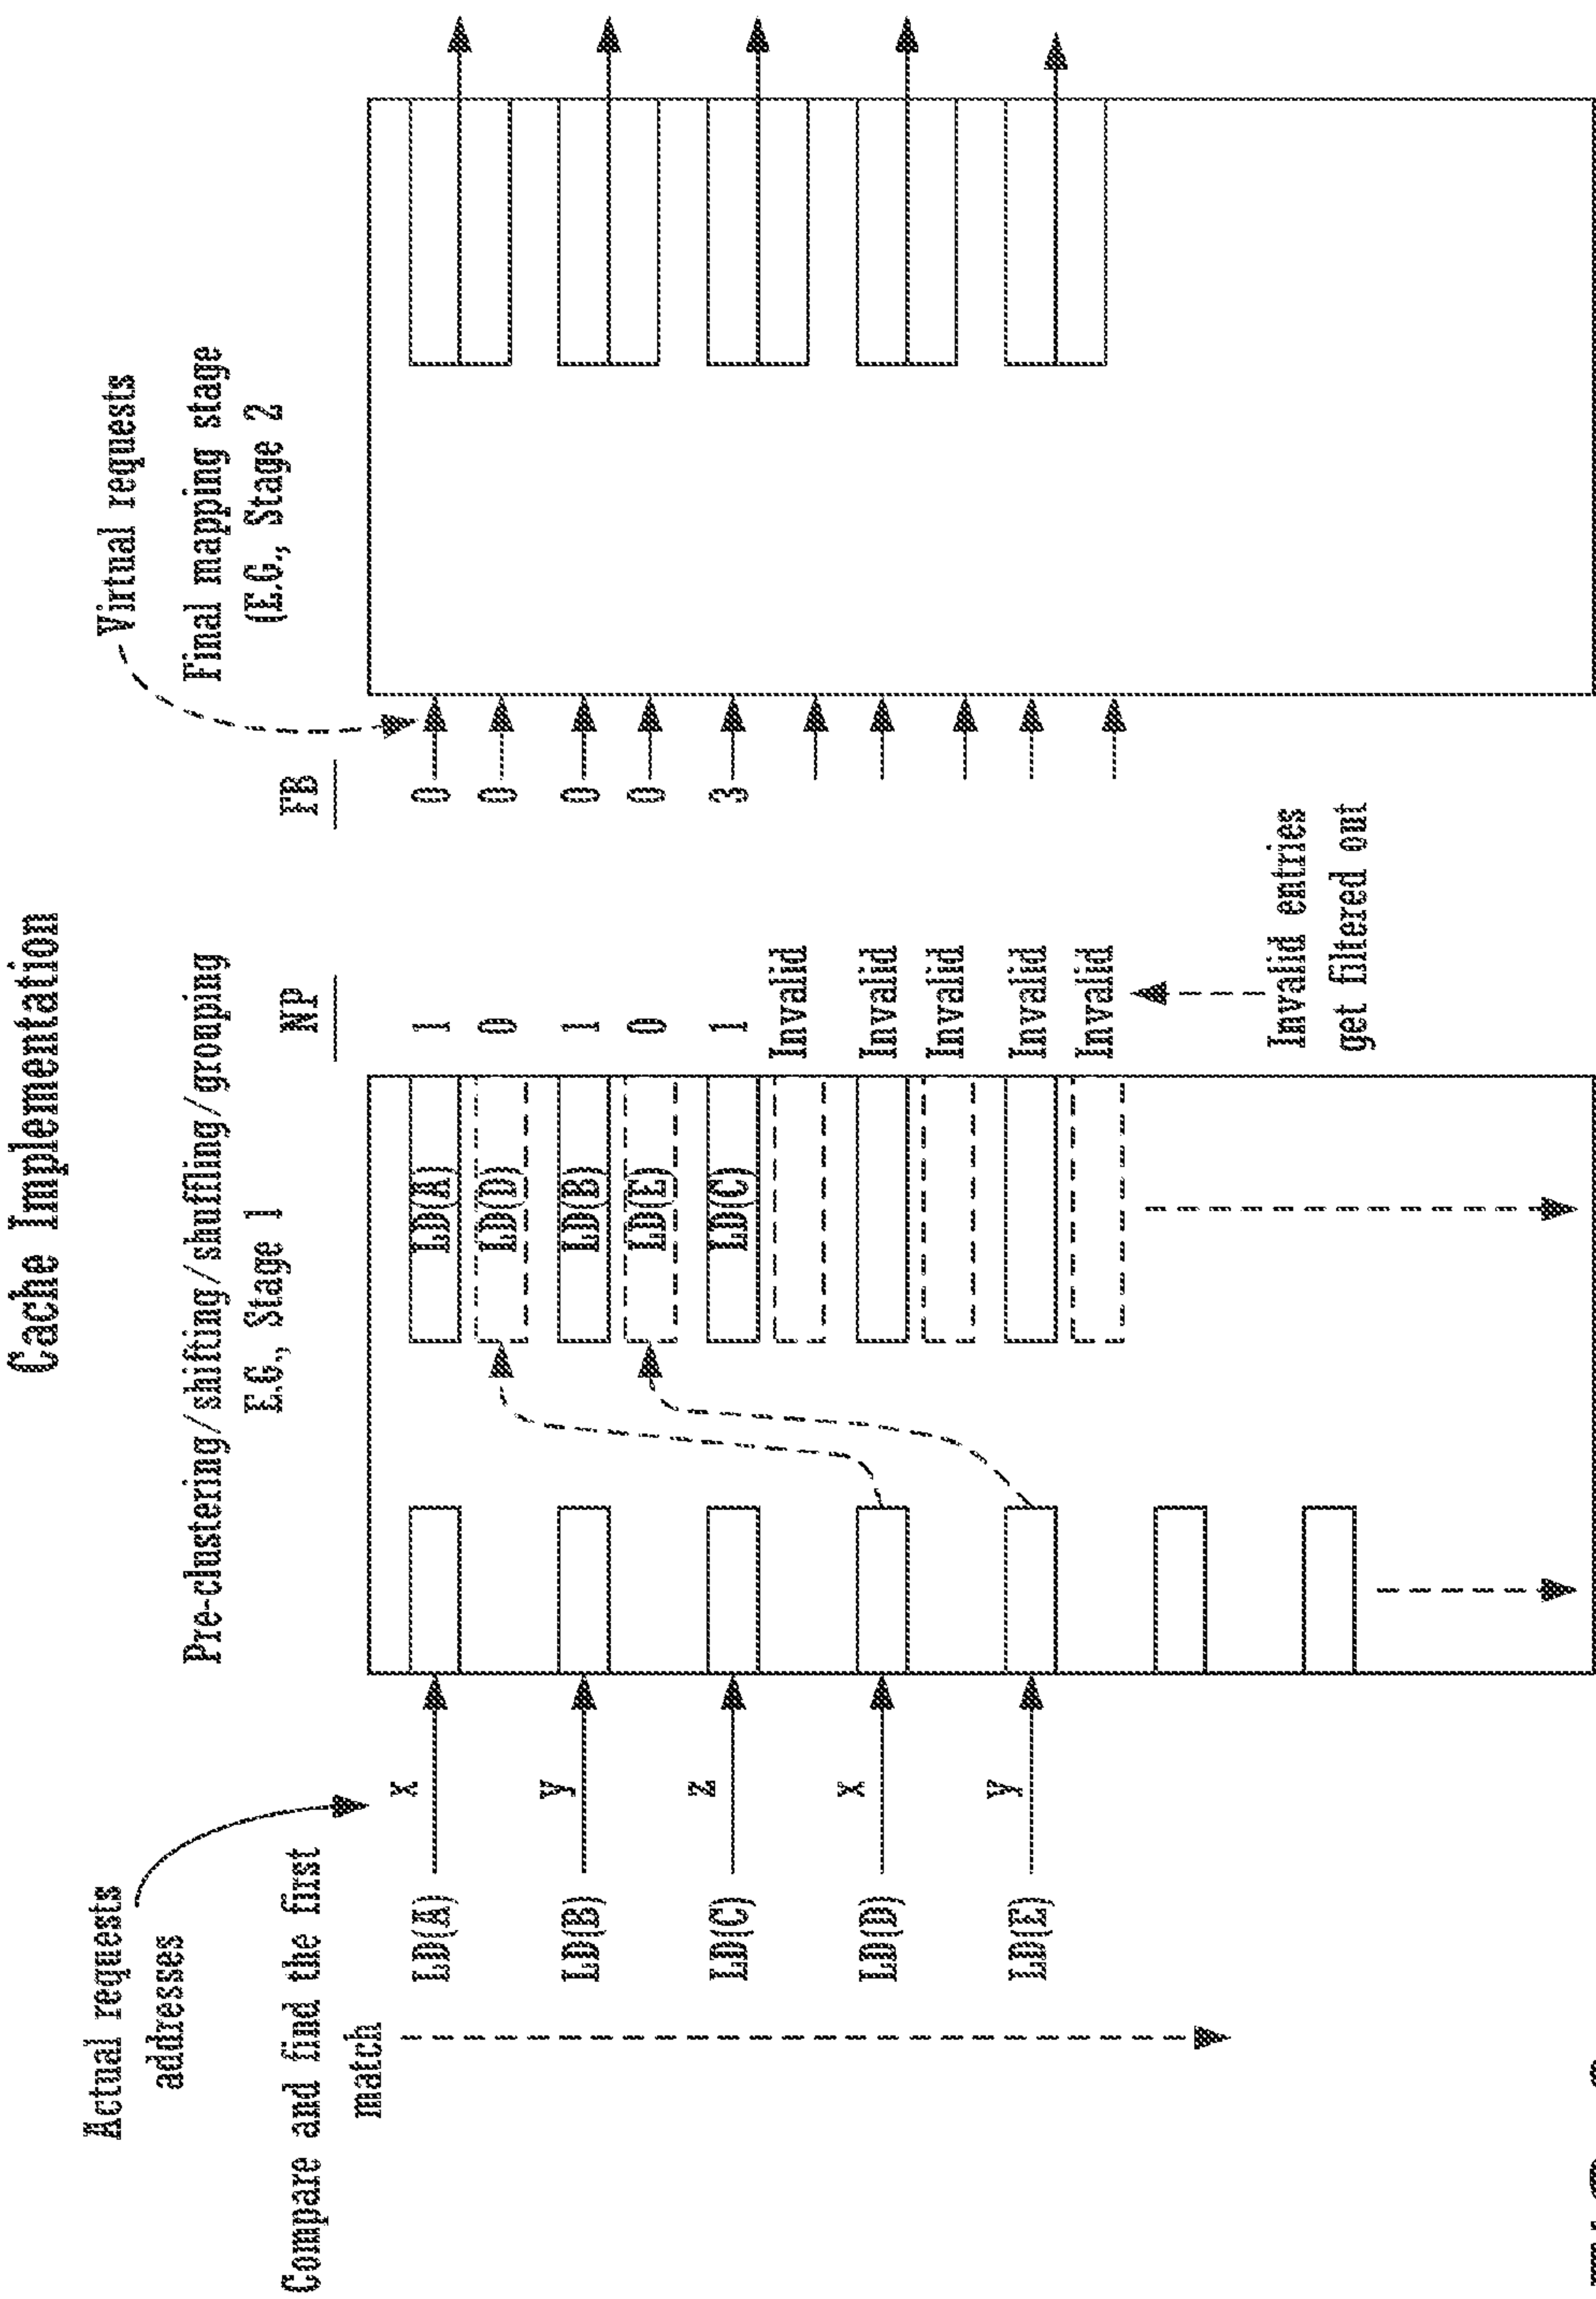 Cache Implementation
Actual requests
addresses
Compare and find the first
match
Pre-clustering/shifting/shuffling/grouping
E.G., Stage 1
Virtual requests
Final mapping stage
(E.G., Stage 2
NP
FB
LD(A)
x
LD(A)
1
0
LD(D)
0
0
LD(B)
y
LD(B)
1
0
LD(E)
0
0
LD(C)
z
LD(C)
1
3
Invalid
LD(D)
x
Invalid
Invalid
LD(E)
y
Invalid
Invalid
Invalid entries
get filtered out